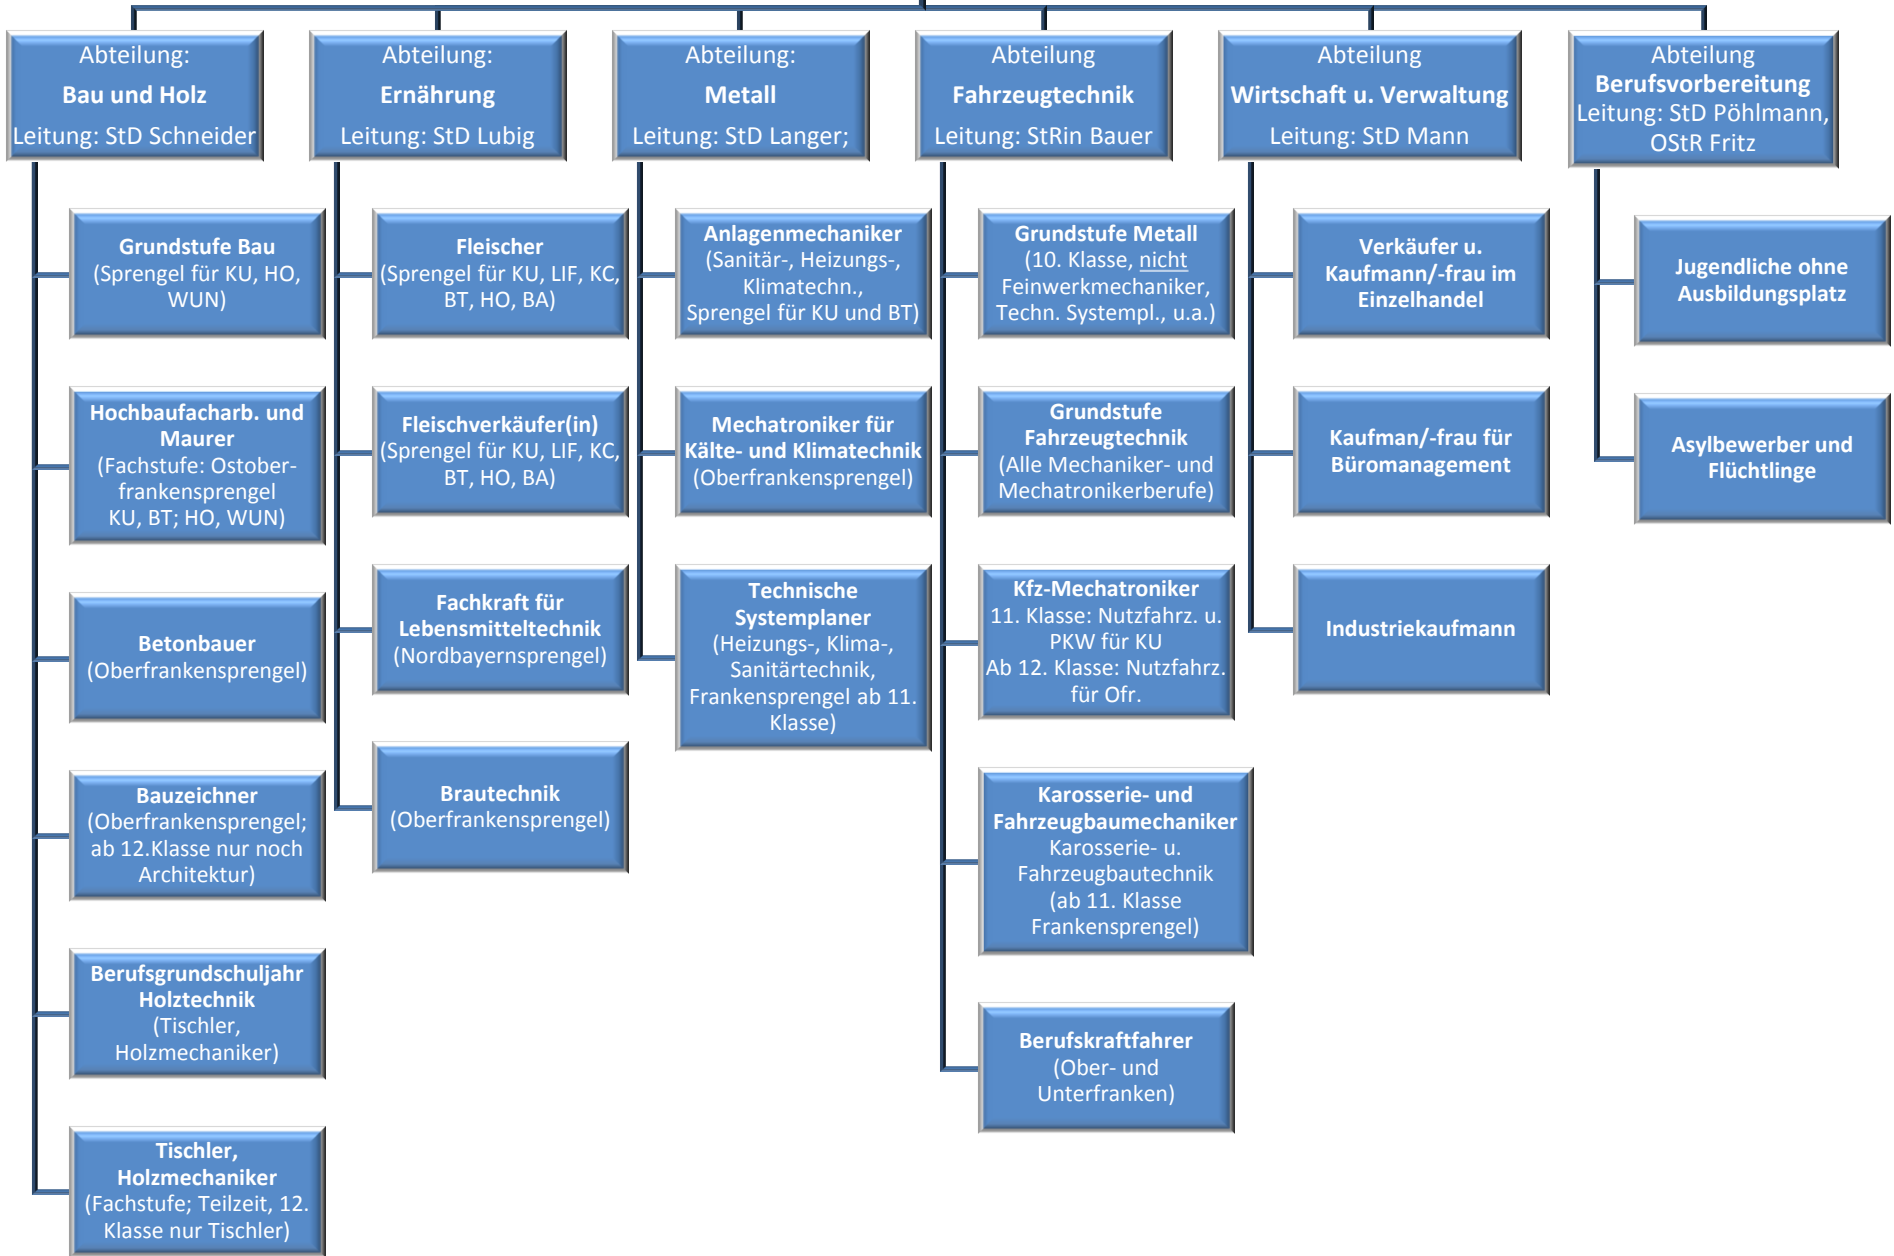 Abteilung:
Bau und Holz
Leitung: StD Schneider
Grundstufe Bau
(Sprengel für KU, HO,
WUN)
Hochbaufacharb. und
Maurer
(Fachstufe: Ostober-
frankensprengel
KU, BT; HO, WUN)
Betonbauer
(Oberfrankensprengel)
Bauzeichner
(Oberfrankensprengel;
ab 12.Klasse nur noch
Architektur)
Berufsgrundschuljahr
Holztechnik
(Tischler,
Holzmechaniker)
Tischler,
Holzmechaniker
(Fachstufe; Teilzeit, 12.
Klasse nur Tischler)
Abteilung:
Ernährung
Leitung: StD Lubig
Fleischer
(Sprengel für KU, LIF, KC,
BT, HO, BA)
Fleischverkäufer(in)
(Sprengel für KU, LIF, KC,
BT, HO, BA)
Fachkraft für
Lebensmitteltechnik
(Nordbayernsprengel)
Brautechnik
(Oberfrankensprengel)
Abteilung:
Metall
Leitung: StD Langer;
Anlagenmechaniker
(Sanitär-, Heizungs-,
Klimatechn.,
Sprengel für KU und BT)
Mechatroniker für
Kälte- und Klimatechnik
(Oberfrankensprengel)
Technische
Systemplaner
(Heizungs-, Klima-,
Sanitärtechnik,
Frankensprengel ab 11.
Klasse)
Abteilung
Fahrzeugtechnik
Leitung: StRin Bauer
Grundstufe Metall
(10. Klasse, nicht
Feinwerkmechaniker,
Techn. Systempl., u.a.)
Grundstufe
Fahrzeugtechnik
(Alle Mechaniker- und
Mechatronikerberufe)
Kfz-Mechatroniker
11. Klasse: Nutzfahrz. u.
PKW für KU
Ab 12. Klasse: Nutzfahrz.
für Ofr.
Karosserie- und
Fahrzeugbaumechaniker
Karosserie- u.
Fahrzeugbautechnik
(ab 11. Klasse
Frankensprengel)
Berufskraftfahrer
(Ober- und
Unterfranken)
Abteilung
Wirtschaft u. Verwaltung
Leitung: StD Mann
Verkäufer u.
Kaufmann/-frau im
Einzelhandel
Kaufman/-frau für
Büromanagement
Industriekaufmann
Abteilung
Berufsvorbereitung
Leitung: StD Pöhlmann,
OStR Fritz
Jugendliche ohne
Ausbildungsplatz
Asylbewerber und
Flüchtlinge